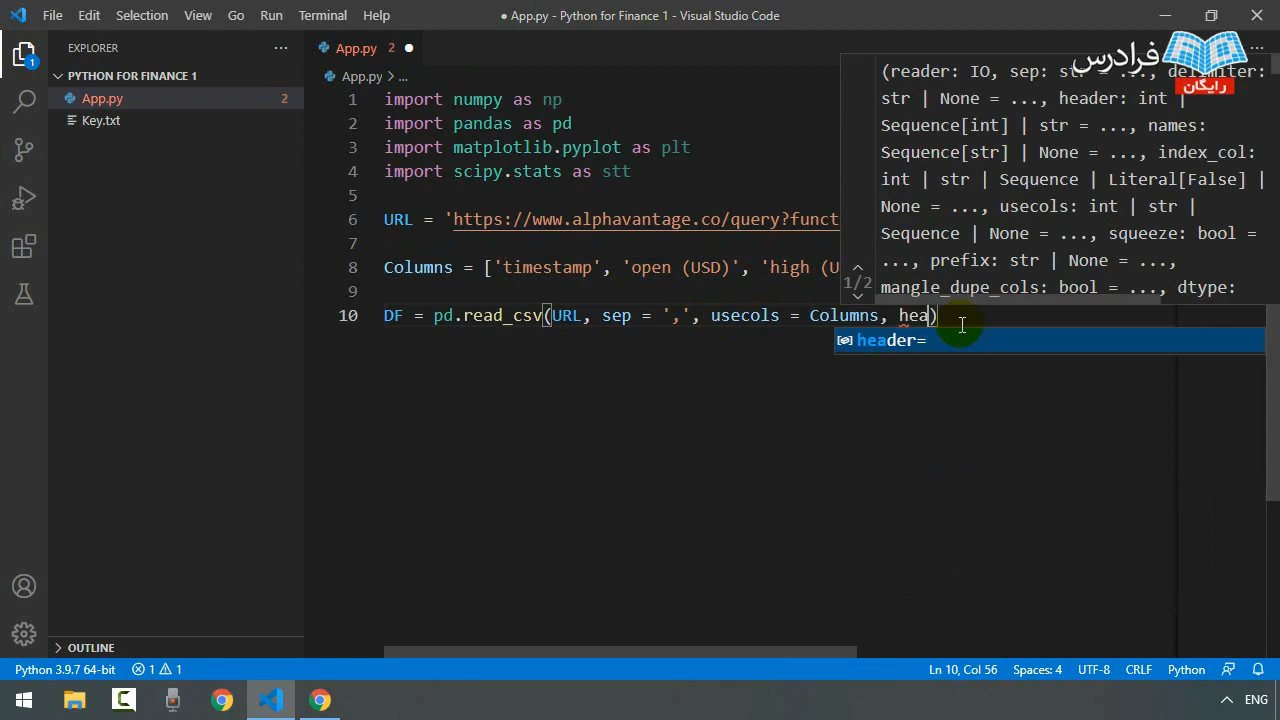 File Edit Selection View Go Run Terminal Help
● App.py - Python for Finance 1 - Visual Studio Code
فرادرس
رایگان
EXPLORER
PYTHON FOR FINANCE 1
App.py 2
Key.txt
OUTLINE
1
App.py 2
App.py > ...
1 import numpy as np
2 import pandas as pd
3 import matplotlib.pyplot as plt
4 import scipy.stats as stt
5
6 URL = 'https://www.alphavantage.co/query?funct
7
8 Columns = ['timestamp', 'open (USD)', 'high (U
9
10 DF = pd.read_csv(URL, sep = ',', usecols = Columns, hea)
(reader: IO, sep: str = ..., delimiter:
str | None = ..., header: int |
Sequence[int] | str = ..., names:
Sequence[str] | None = ..., index_col:
int | str | Sequence | Literal[False] |
None = ..., usecols: int | str |
Sequence | None = ..., squeeze: bool =
..., prefix: str | None = ...,
mangle_dupe_cols: bool = ..., dtype:
1/2
header=
Python 3.9.7 64-bit 1 1 Ln 10, Col 56 Spaces: 4 UTF-8 CRLF Python
ENG